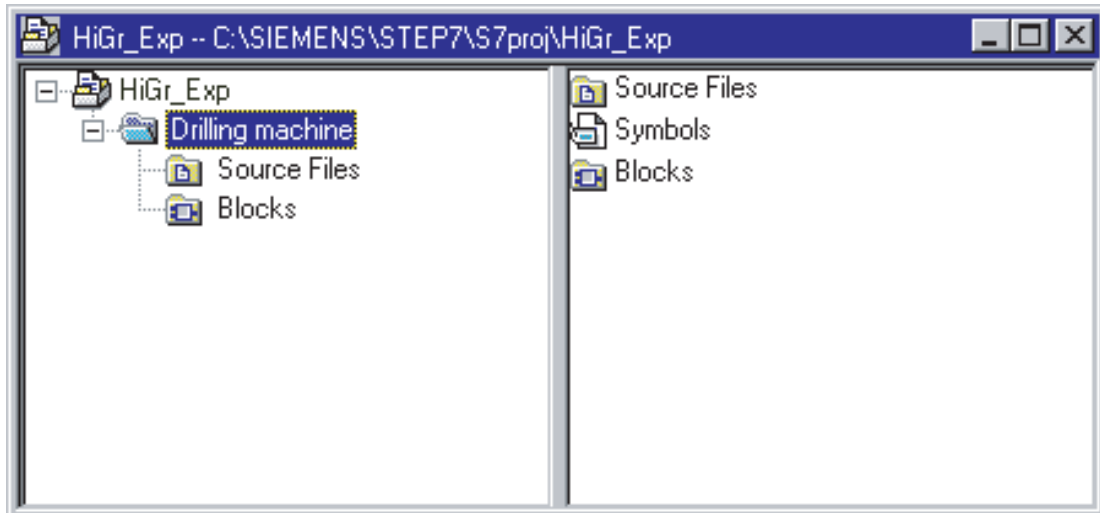 HiGr_Exp -- C:\SIEMENS\STEP7\S7proj\HiGr_Exp
HiGr_Exp
Drilling machine
Source Files
Blocks
Source Files
Symbols
Blocks